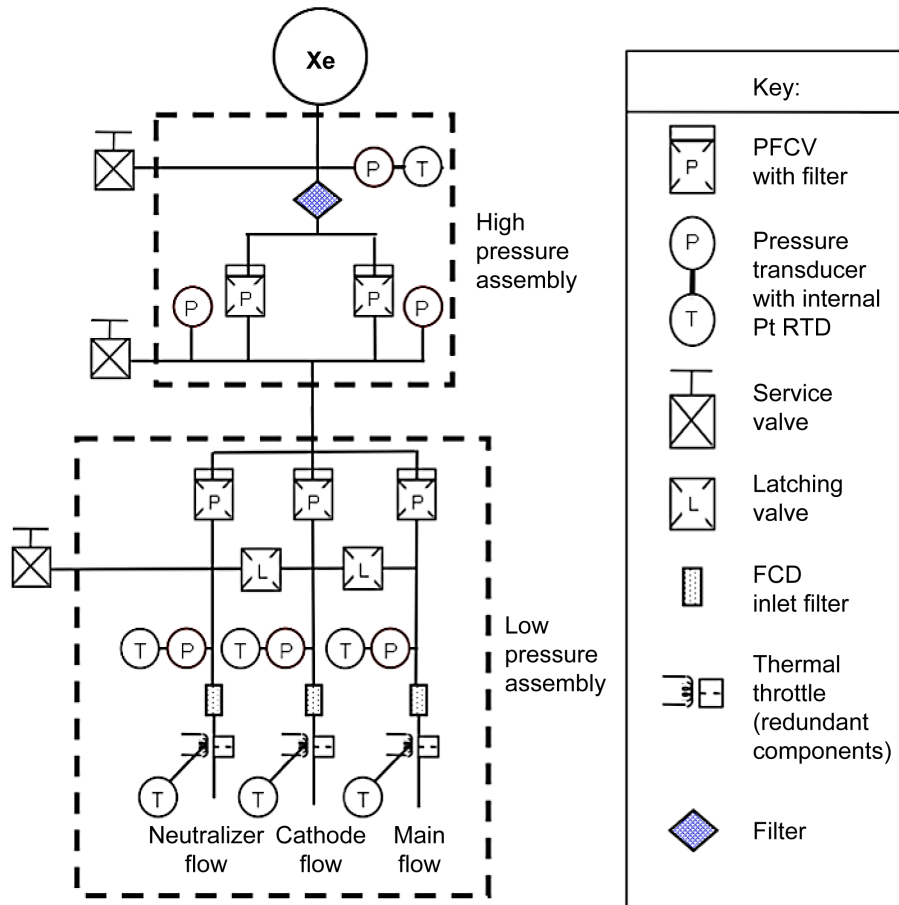 Xe
Key:
P
PFCV
with filter
P
T
High
pressure
assembly
P
T
Pressure
transducer
with internal
Pt RTD
P
P
P
P
Service
valve
P
P
P
L
Latching
valve
L
L
FCD
inlet filter
T
P
T
P
T
P
Low
pressure
assembly
Thermal
throttle
(redundant
components)
T
T
T
Neutralizer
flow
Cathode
flow
Main
flow
Filter